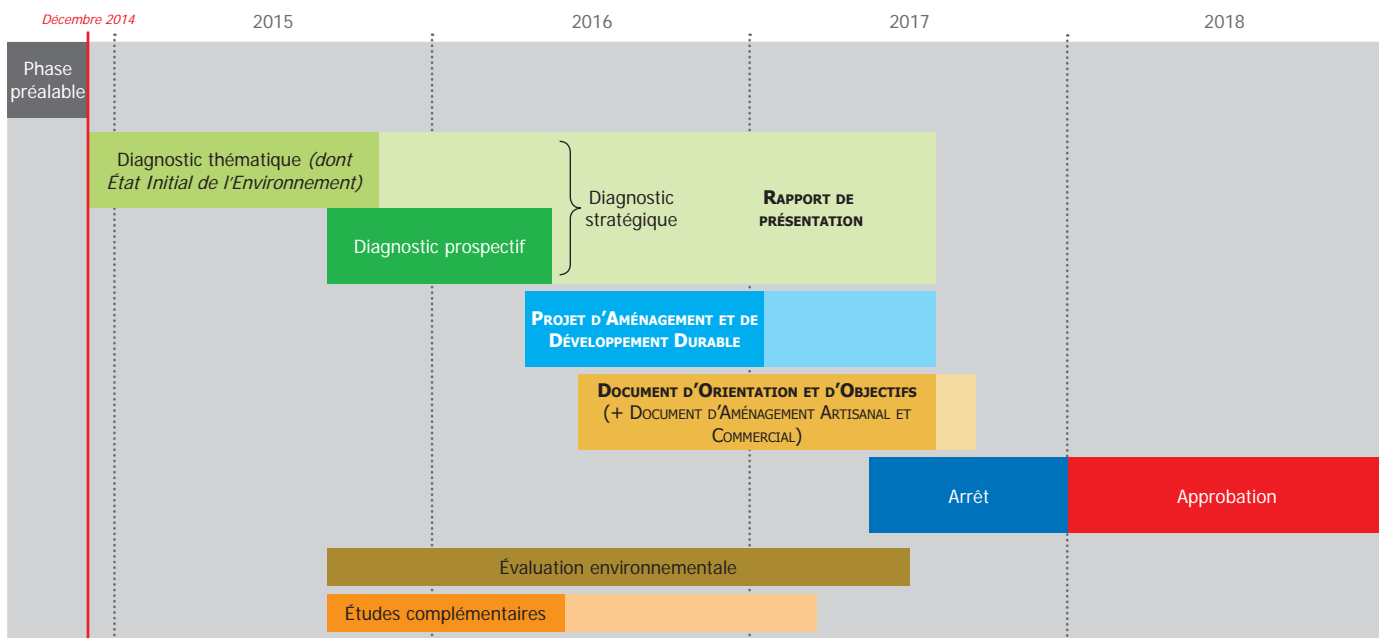 Décembre 2014
2015
2016
2017
2018
Phase
préalable
Diagnostic thématique (dont
État Initial de l'Environnement)
Diagnostic prospectif
Diagnostic
stratégique
Rapport de
présentation
Projet d'Aménagement et de
Développement Durable
Document d'Orientation et d'Objectifs
(+ Document d'Aménagement Artisanal et
Commercial)
Arrêt
Approbation
Évaluation environnementale
Études complémentaires